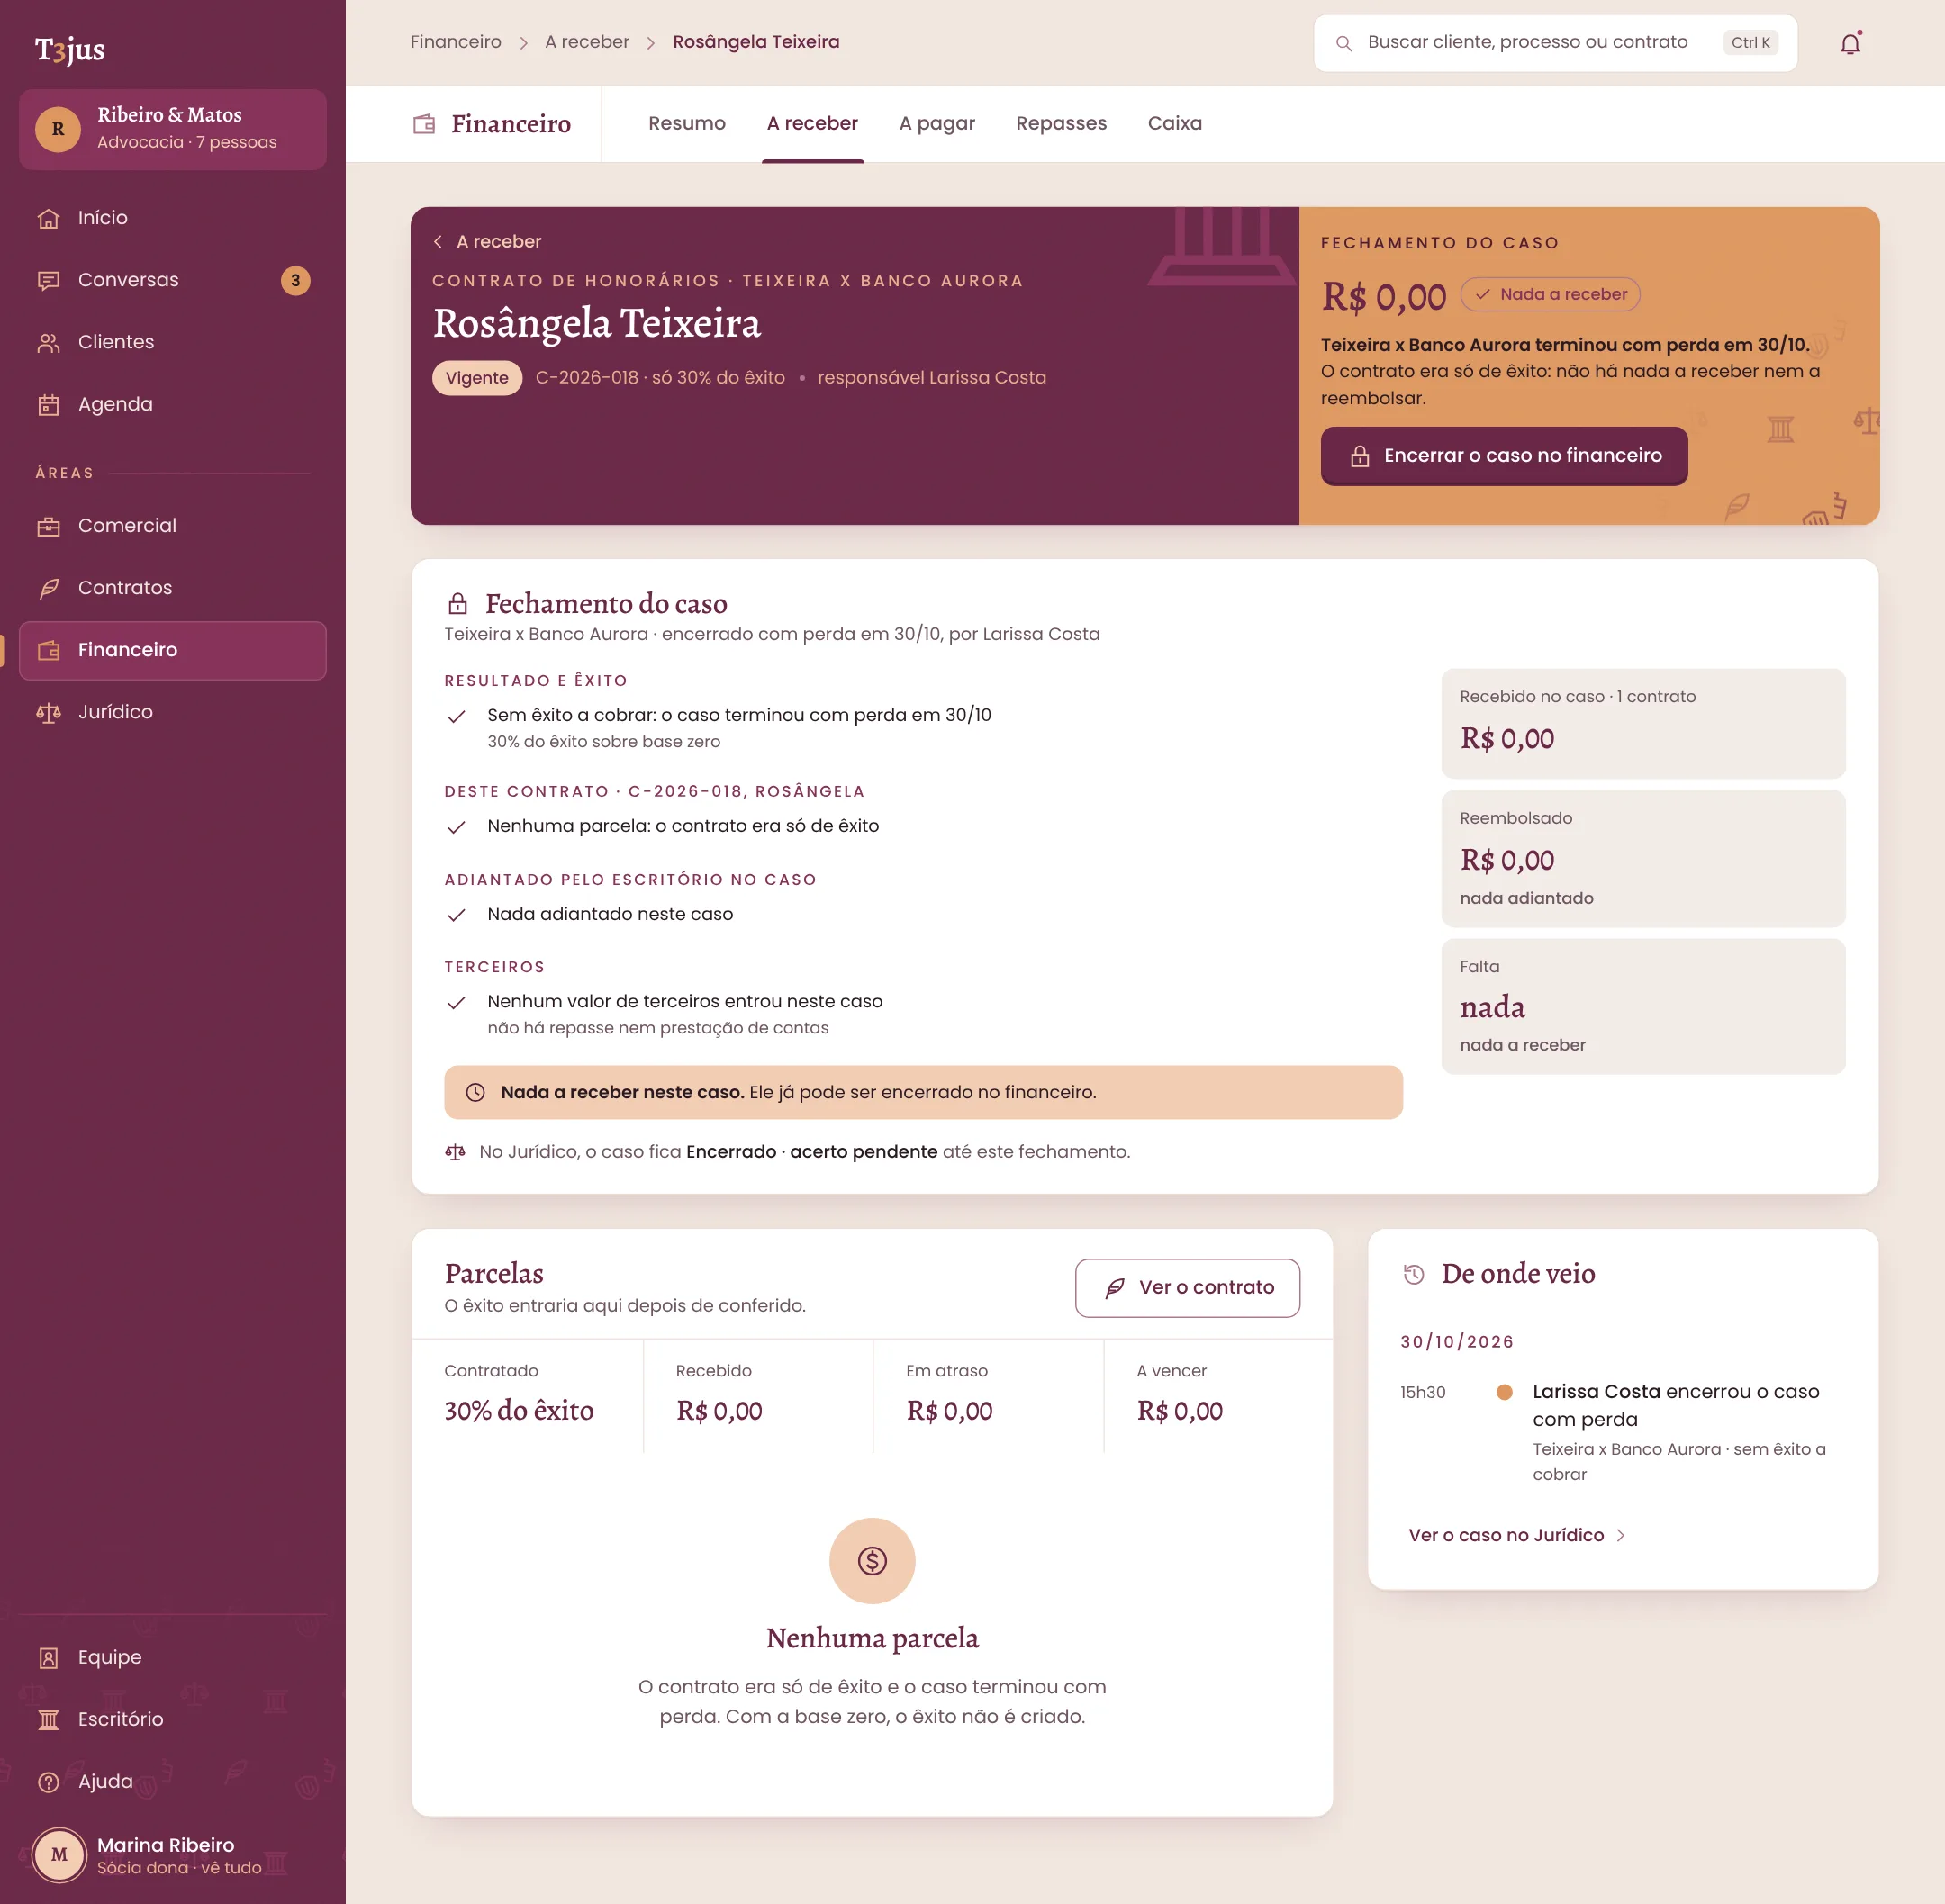 T3jus
R
Ribeiro & Matos
Advocacia · 7 pessoas
Início
Conversas
3
Clientes
Agenda
ÁREAS
Comercial
Contratos
Financeiro
Jurídico
Equipe
Escritório
Ajuda
M
Marina Ribeiro
Sócia dona · vê tudo
Financeiro > A receber > Rosângela Teixeira
Buscar cliente, processo ou contrato
Ctrl K
Financeiro
Resumo
A receber
A pagar
Repasses
Caixa
A receber
CONTRATO DE HONORÁRIOS · TEIXEIRA X BANCO AURORA
Rosângela Teixeira
Vigente
C-2026-018 · só 30% do êxito • responsável Larissa Costa
FECHAMENTO DO CASO
R$ 0,00
Nada a receber
Teixeira x Banco Aurora terminou com perda em 30/10.
O contrato era só de êxito: não há nada a receber nem a
reembolsar.
Encerrar o caso no financeiro
Fechamento do caso
Teixeira x Banco Aurora · encerrado com perda em 30/10, por Larissa Costa
RESULTADO E ÊXITO
Sem êxito a cobrar: o caso terminou com perda em 30/10
30% do êxito sobre base zero
DESTE CONTRATO · C-2026-018, ROSÂNGELA
Nenhuma parcela: o contrato era só de êxito
ADIANTADO PELO ESCRITÓRIO NO CASO
Nada adiantado neste caso
TERCEIROS
Nenhum valor de terceiros entrou neste caso
não há repasse nem prestação de contas
Nada a receber neste caso. Ele já pode ser encerrado no financeiro.
No Jurídico, o caso fica Encerrado · acerto pendente até este fechamento.
Recebido no caso · 1 contrato
R$ 0,00
Reembolsado
R$ 0,00
nada adiantado
Falta
nada
nada a receber
Parcelas
O êxito entraria aqui depois de conferido.
Ver o contrato
Contratado
30% do êxito
Recebido
R$ 0,00
Em atraso
R$ 0,00
A vencer
R$ 0,00
Nenhuma parcela
O contrato era só de êxito e o caso terminou com
perda. Com a base zero, o êxito não é criado.
De onde veio
30/10/2026
15h30
Larissa Costa encerrou o caso
com perda
Teixeira x Banco Aurora · sem êxito a
cobrar
Ver o caso no Jurídico